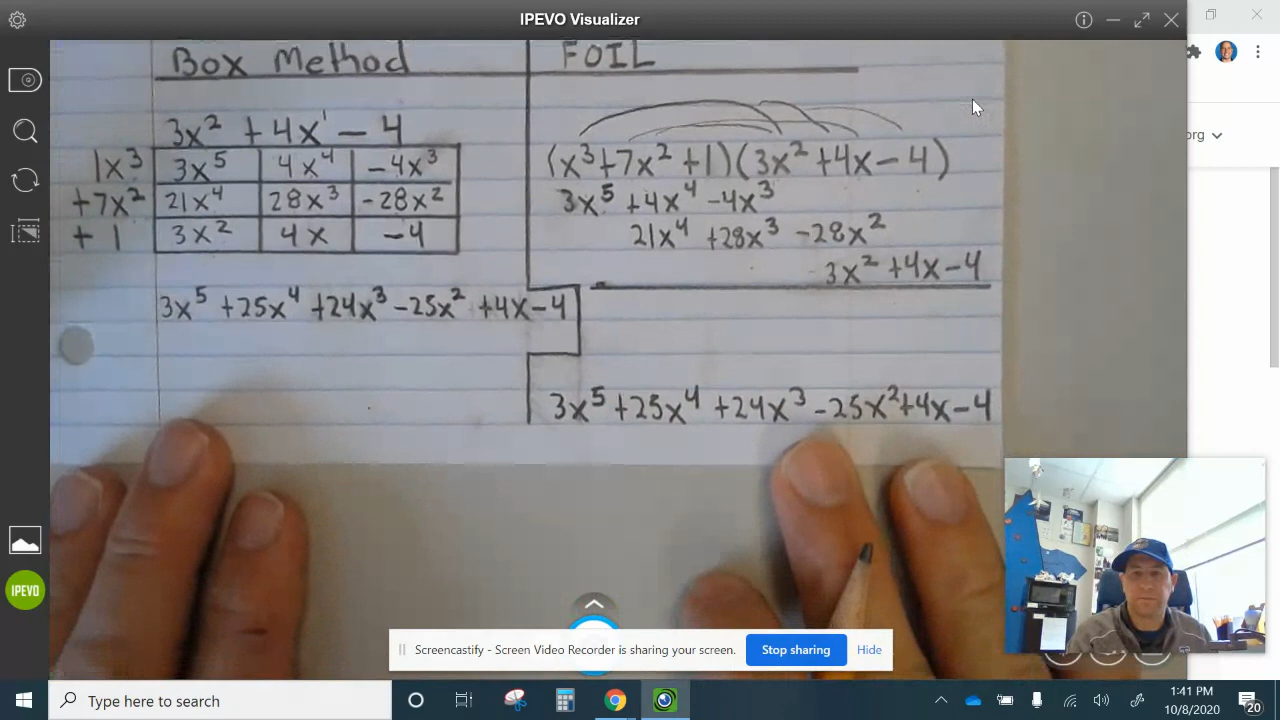 IPEVO Visualizer
Box Method
FOIL
3x² + 4x¹ - 4
1x³ 3x⁵ 4x⁴ -4x³
+7x² 21x⁴ 28x³ -28x²
+ 1 3x² 4x -4
3x⁵ +25x⁴ +24x³ -25x² +4x-4
(x³+7x²+1)(3x²+4x-4)
3x⁵ +4x⁴ -4x³
21x⁴ +28x³ -28x²
3x² +4x-4
3x⁵+25x⁴+24x³-25x²+4x-4
org
IPEVO
Screencastify - Screen Video Recorder is sharing your screen.
Stop sharing
Hide
Type here to search
1:41 PM
10/8/2020
20